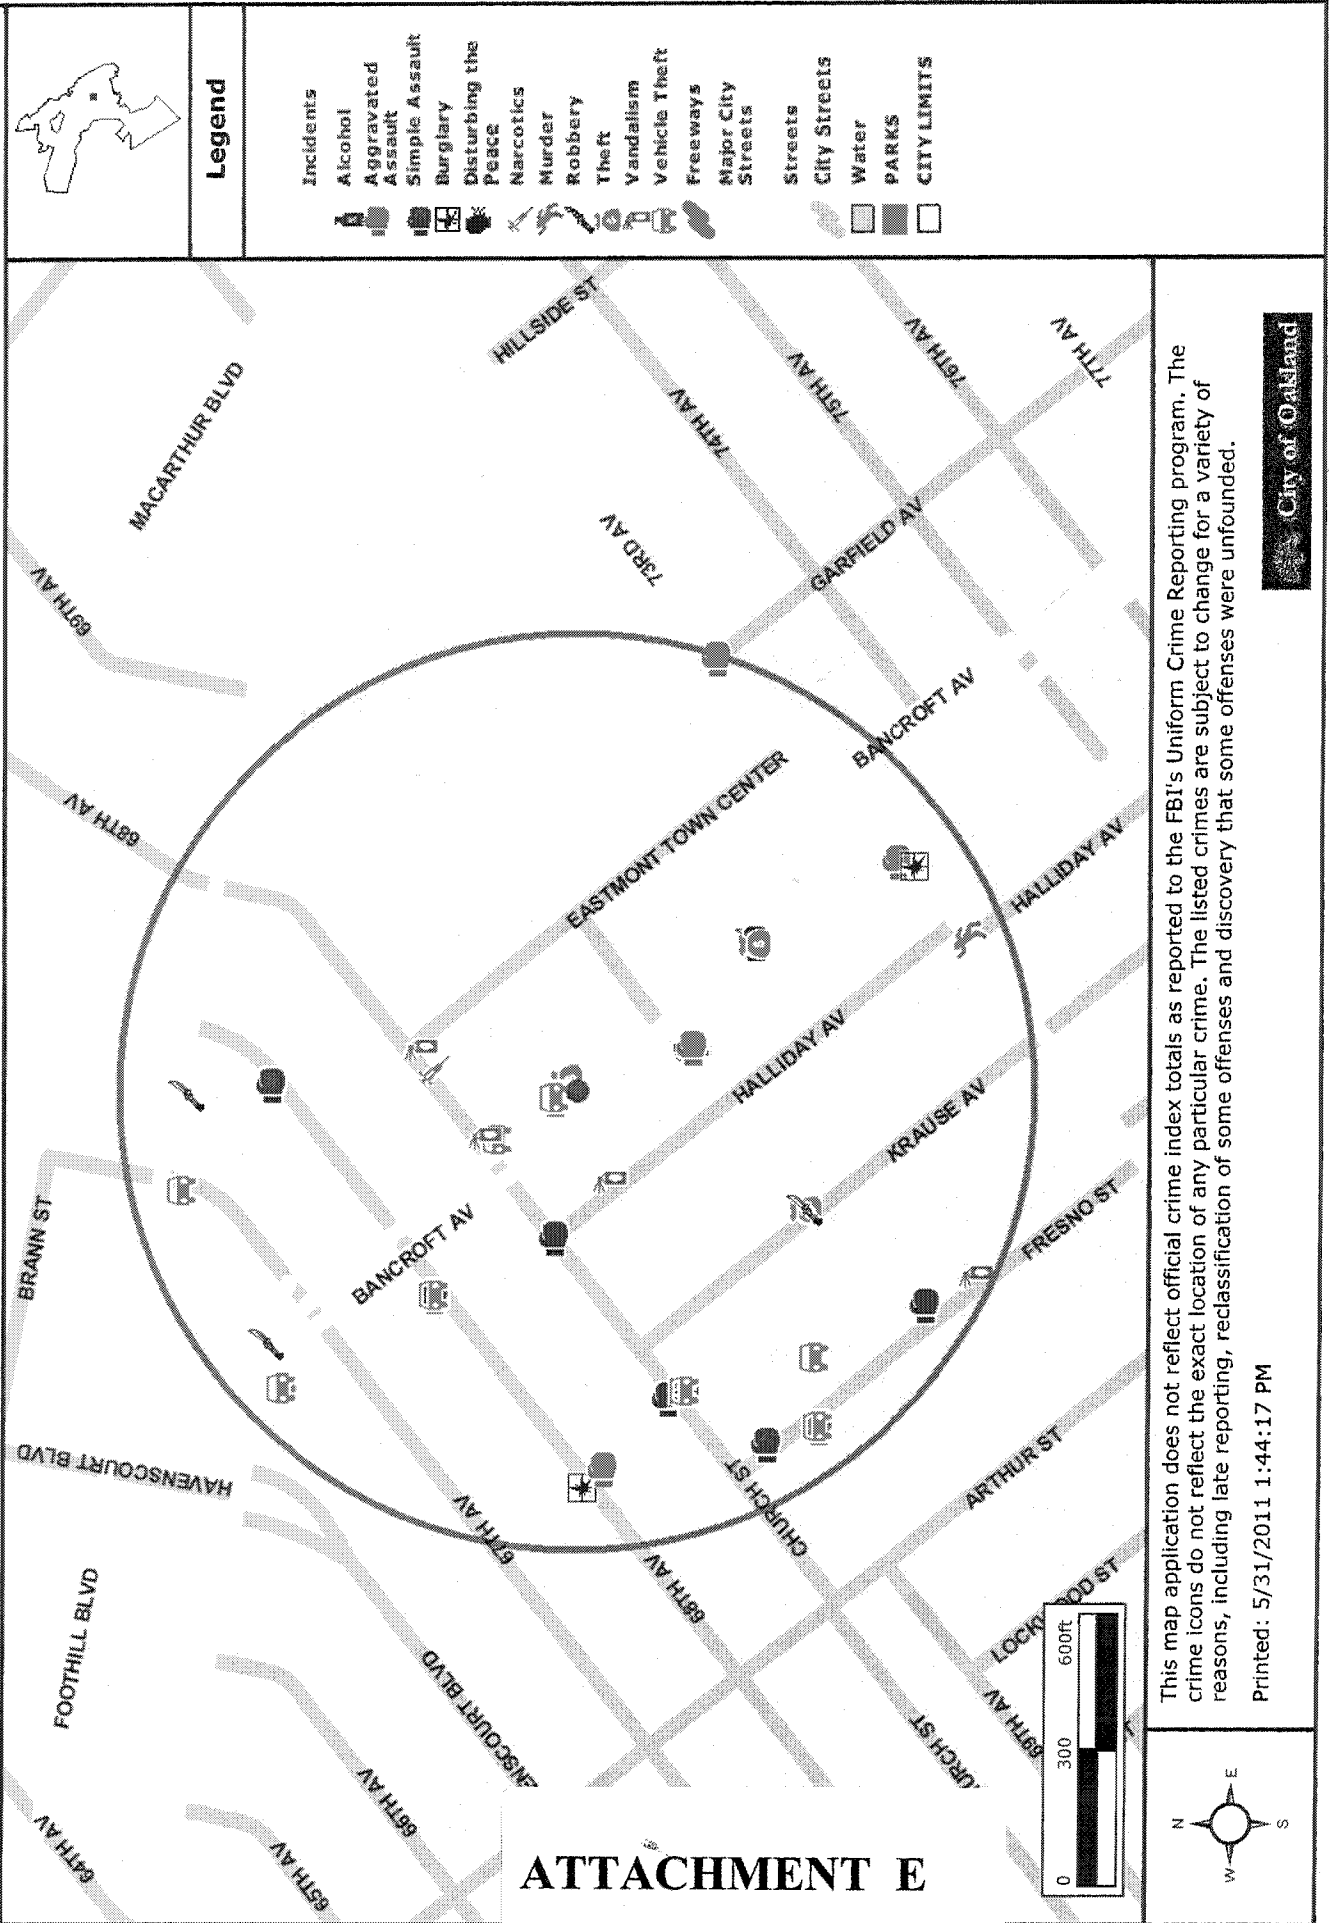 Legend
Incidents
Alcohol
Aggravated
Assault
Simple Assault
Burglary
Disturbing the
Peace
Narcotics
Murder
Robbery
Theft
Vandalism
Vehicle Theft
Freeways
Major City
Streets
Streets
City Streets
Water
PARKS
CITY LIMITS
MACARTHUR BLVD
HILLSIDE ST
69TH AV
68TH AV
73RD AV
74TH AV
75TH AV
76TH AV
77TH AV
GARFIELD AV
BANCROFT AV
EASTMONT TOWN CENTER
HALLIDAY AV
HALLIDAY AV
KRAUSE AV
FRESNO ST
BRANN ST
BANCROFT AV
HAVENSCOURT BLVD
67TH AV
68TH AV
CHURCH ST
ARTHUR ST
FOOTHILL BLVD
ENSCOURT BLVD
66TH AV
65TH AV
64TH AV
CHURCH ST
URCH
69TH AV
LOCKWOOD ST
0 300 600ft
ATTACHMENT E
This map application does not reflect official crime index totals as reported to the FBI's Uniform Crime Reporting program. The
crime icons do not reflect the exact location of any particular crime. The listed crimes are subject to change for a variety of
reasons, including late reporting, reclassification of some offenses and discovery that some offenses were unfounded.
Printed: 5/31/2011 1:44:17 PM
City of Oakland
N
W E
S